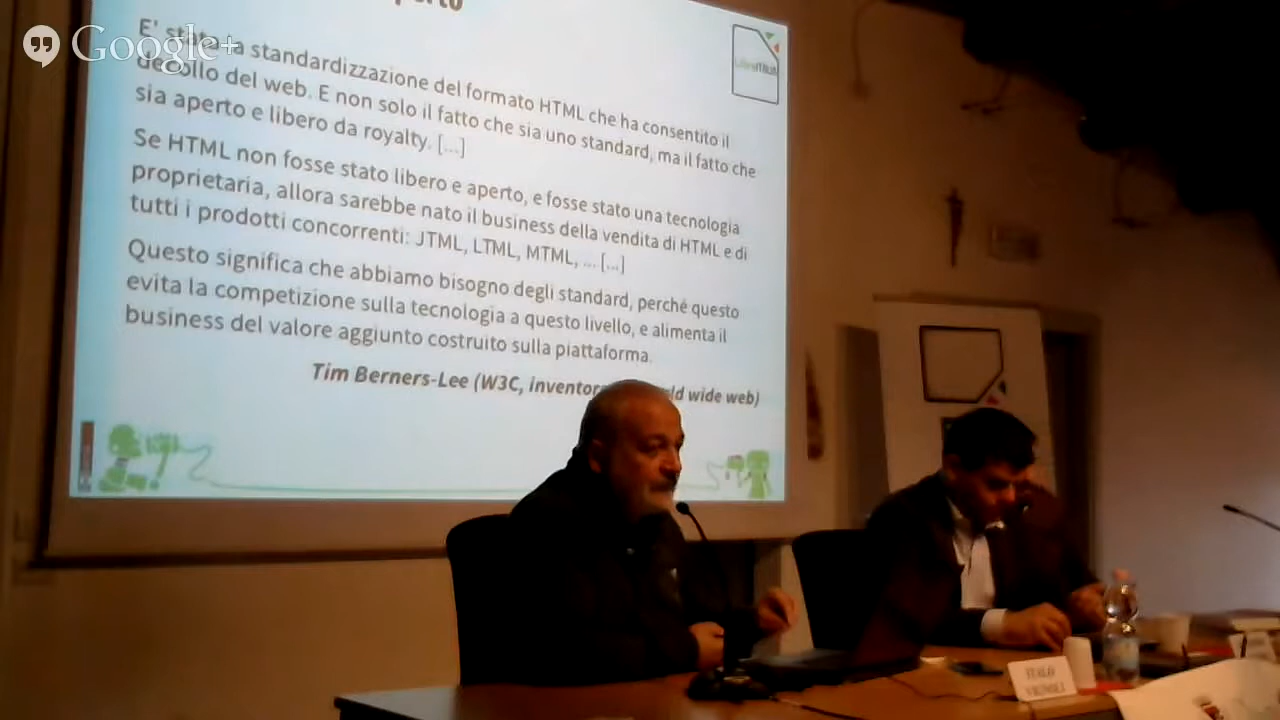 Google+
E' stata la standardizzazione del formato HTML che ha consentito il
decollo del web. E non solo il fatto che sia uno standard, ma il fatto che
sia aperto e libero da royalty. [...]
Se HTML non fosse stato libero e aperto, e fosse stato una tecnologia
proprietaria, allora sarebbe nato il business della vendita di HTML e di
tutti i prodotti concorrenti: JTML, LTML, MTML, ... [...]
Questo significa che abbiamo bisogno degli standard, perché questo
evita la competizione sulla tecnologia a questo livello, e alimenta il
business del valore aggiunto costruito sulla piattaforma.
Tim Berners-Lee (W3C, wide web)
LibreItalia
ITALO
VIGNOLI